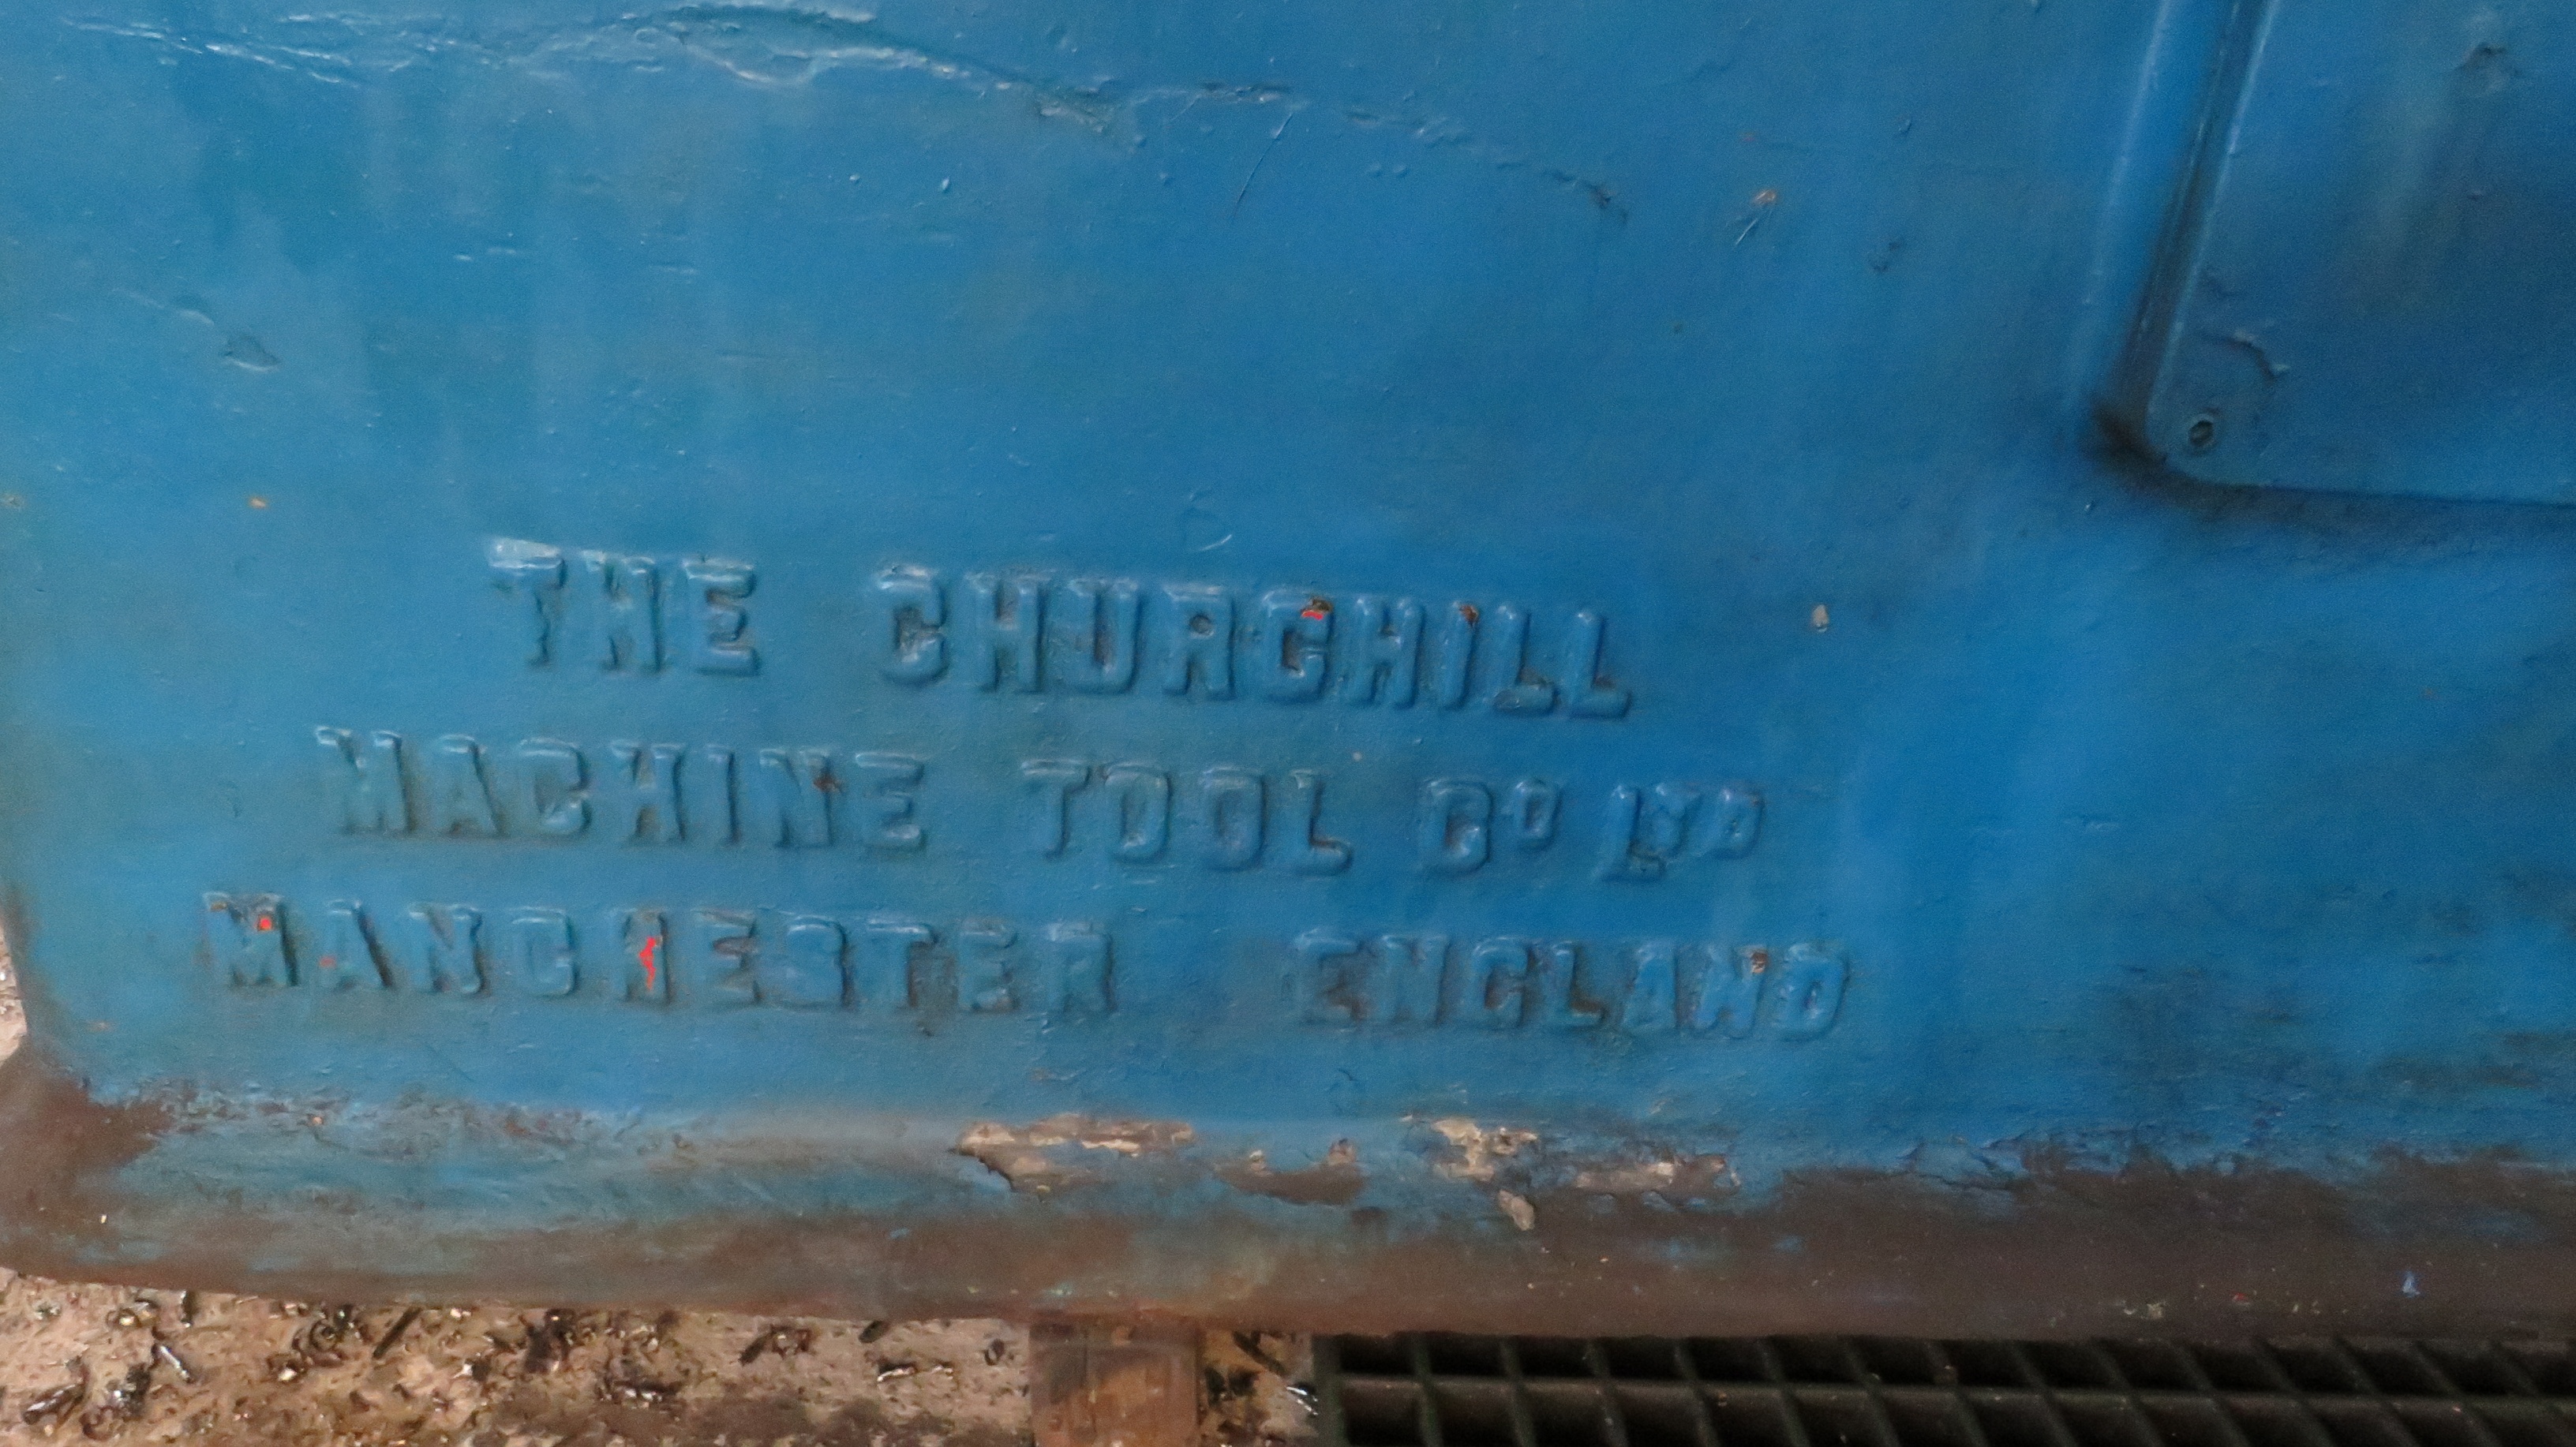 THE CHURCHILL
MACHINE TOOL CO LTD
MANCHESTER ENGLAND